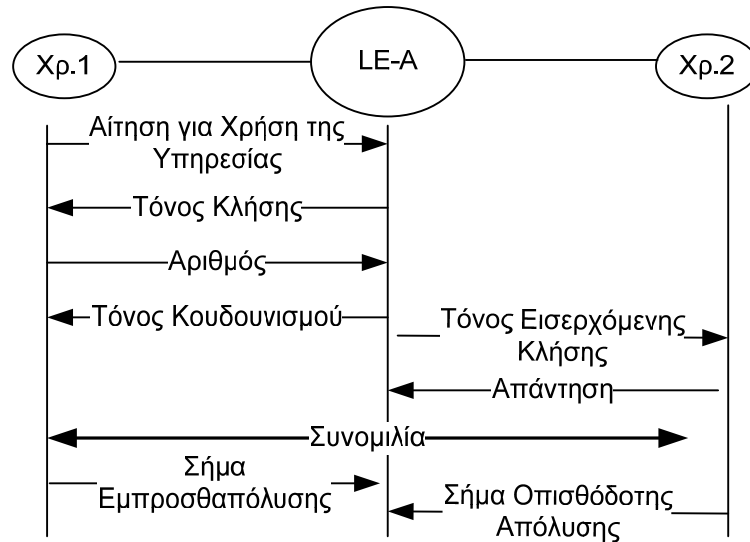 Χρ.1
LE-A
Χρ.2
Αίτηση για Χρήση της
Υπηρεσίας
Τόνος Κλήσης
Αριθμός
Τόνος Κουδουνισμού
Τόνος Εισερχόμενης
Κλήσης
Απάντηση
Συνομιλία
Σήμα
Εμπροσθαπόλυσης
Σήμα Οπισθόδοτης
Απόλυσης